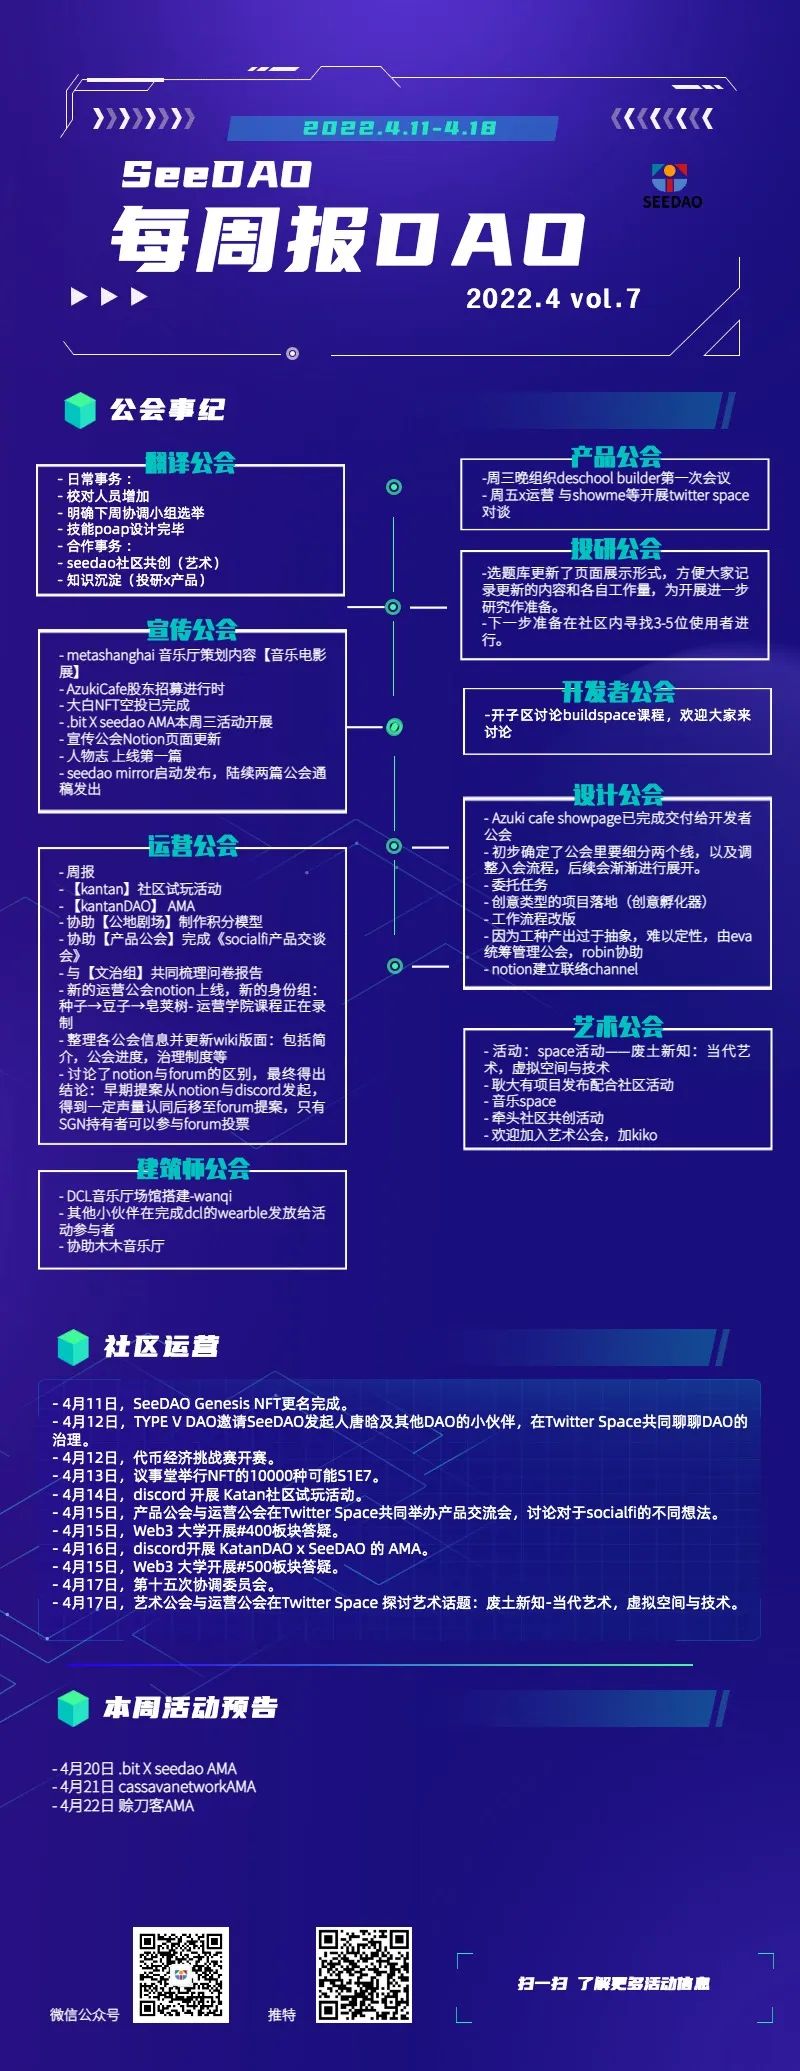 2022.4.11-4.18
SeeDAO
SEEDAO
每周报DAO
2022.4 vol.7
公会事纪
翻译公会
- 日常事务：
- 校对人员增加
- 明确下周协调小组选举
- 技能poap设计完毕
- 合作事务：
- seedao社区共创（艺术）
- 知识沉淀（投研x产品）
宣传公会
- metashanghai 音乐厅策划内容【音乐电影
展】
- AzukiCafe股东招募进行时
- 大白NFT空投已完成
- .bit X seedao AMA本周三活动开展
- 宣传公会Notion页面更新
- 人物志 上线第一篇
- seedao mirror启动发布，陆续两篇公会通
稿发出
运营公会
- 周报
- 【kantan】社区试玩活动
- 【kantanDAO】 AMA
- 协助【公地剧场】制作积分模型
- 协助【产品公会】完成《socialfi产品交谈
会》
- 与【文治组】共同梳理问卷报告
- 新的运营公会notion上线，新的身份组：
种子→豆子→皂荚树- 运营学院课程正在录
制
- 整理各公会信息并更新wiki版面：包括简
介，公会进度，治理制度等
- 讨论了notion与forum的区别，最终得出
结论：早期提案从notion与discord发起，
得到一定声量认同后移至forum提案，只有
SGN持有者可以参与forum投票
建筑师公会
- DCL音乐厅场馆搭建-wanqi
- 其他小伙伴在完成dcl的wearble发放给活
动参与者
- 协助木木音乐厅
产品公会
-周三晚组织deschool builder第一次会议
- 周五x运营 与showme等开展twitter space
对谈
投研公会
-选题库更新了页面展示形式，方便大家记
录更新的内容和各自工作量，为开展进一步
研究作准备。
-下一步准备在社区内寻找3-5位使用者进
行。
开发者公会
-开子区讨论buildspace课程，欢迎大家来
讨论
设计公会
- Azuki cafe showpage已完成交付给开发者
公会
- 初步确定了公会里要细分两个线，以及调
整入会流程，后续会渐渐进行展开。
- 委托任务
- 创意类型的项目落地（创意孵化器）
- 工作流程改版
- 因为工种产出过于抽象，难以定性，由eva
统筹管理公会，robin协助
- notion建立联络channel
艺术公会
- 活动：space活动——废土新知：当代艺
术，虚拟空间与技术
- 耿大有项目发布配合社区活动
- 音乐space
- 牵头社区共创活动
- 欢迎加入艺术公会，加kiko
社区运营
- 4月11日，SeeDAO Genesis NFT更名完成。
- 4月12日，TYPE V DAO邀请SeeDAO发起人唐晗及其他DAO的小伙伴，在Twitter Space共同聊聊DAO的
治理。
- 4月12日，代币经济挑战赛开赛。
- 4月13日，议事堂举行NFT的10000种可能S1E7。
- 4月14日，discord 开展 Katan社区试玩活动。
- 4月15日，产品公会与运营公会在Twitter Space共同举办产品交流会，讨论对于socialfi的不同想法。
- 4月15日，Web3 大学开展#400板块答疑。
- 4月16日，discord开展 KatanDAO x SeeDAO 的 AMA。
- 4月15日，Web3 大学开展#500板块答疑。
- 4月17日，第十五次协调委员会。
- 4月17日，艺术公会与运营公会在Twitter Space 探讨艺术话题：废土新知-当代艺术，虚拟空间与技术。
本周活动预告
- 4月20日 .bit X seedao AMA
- 4月21日 cassavanetworkAMA
- 4月22日 赊刀客AMA
微信公众号
推特
扫一扫 了解更多活动信息